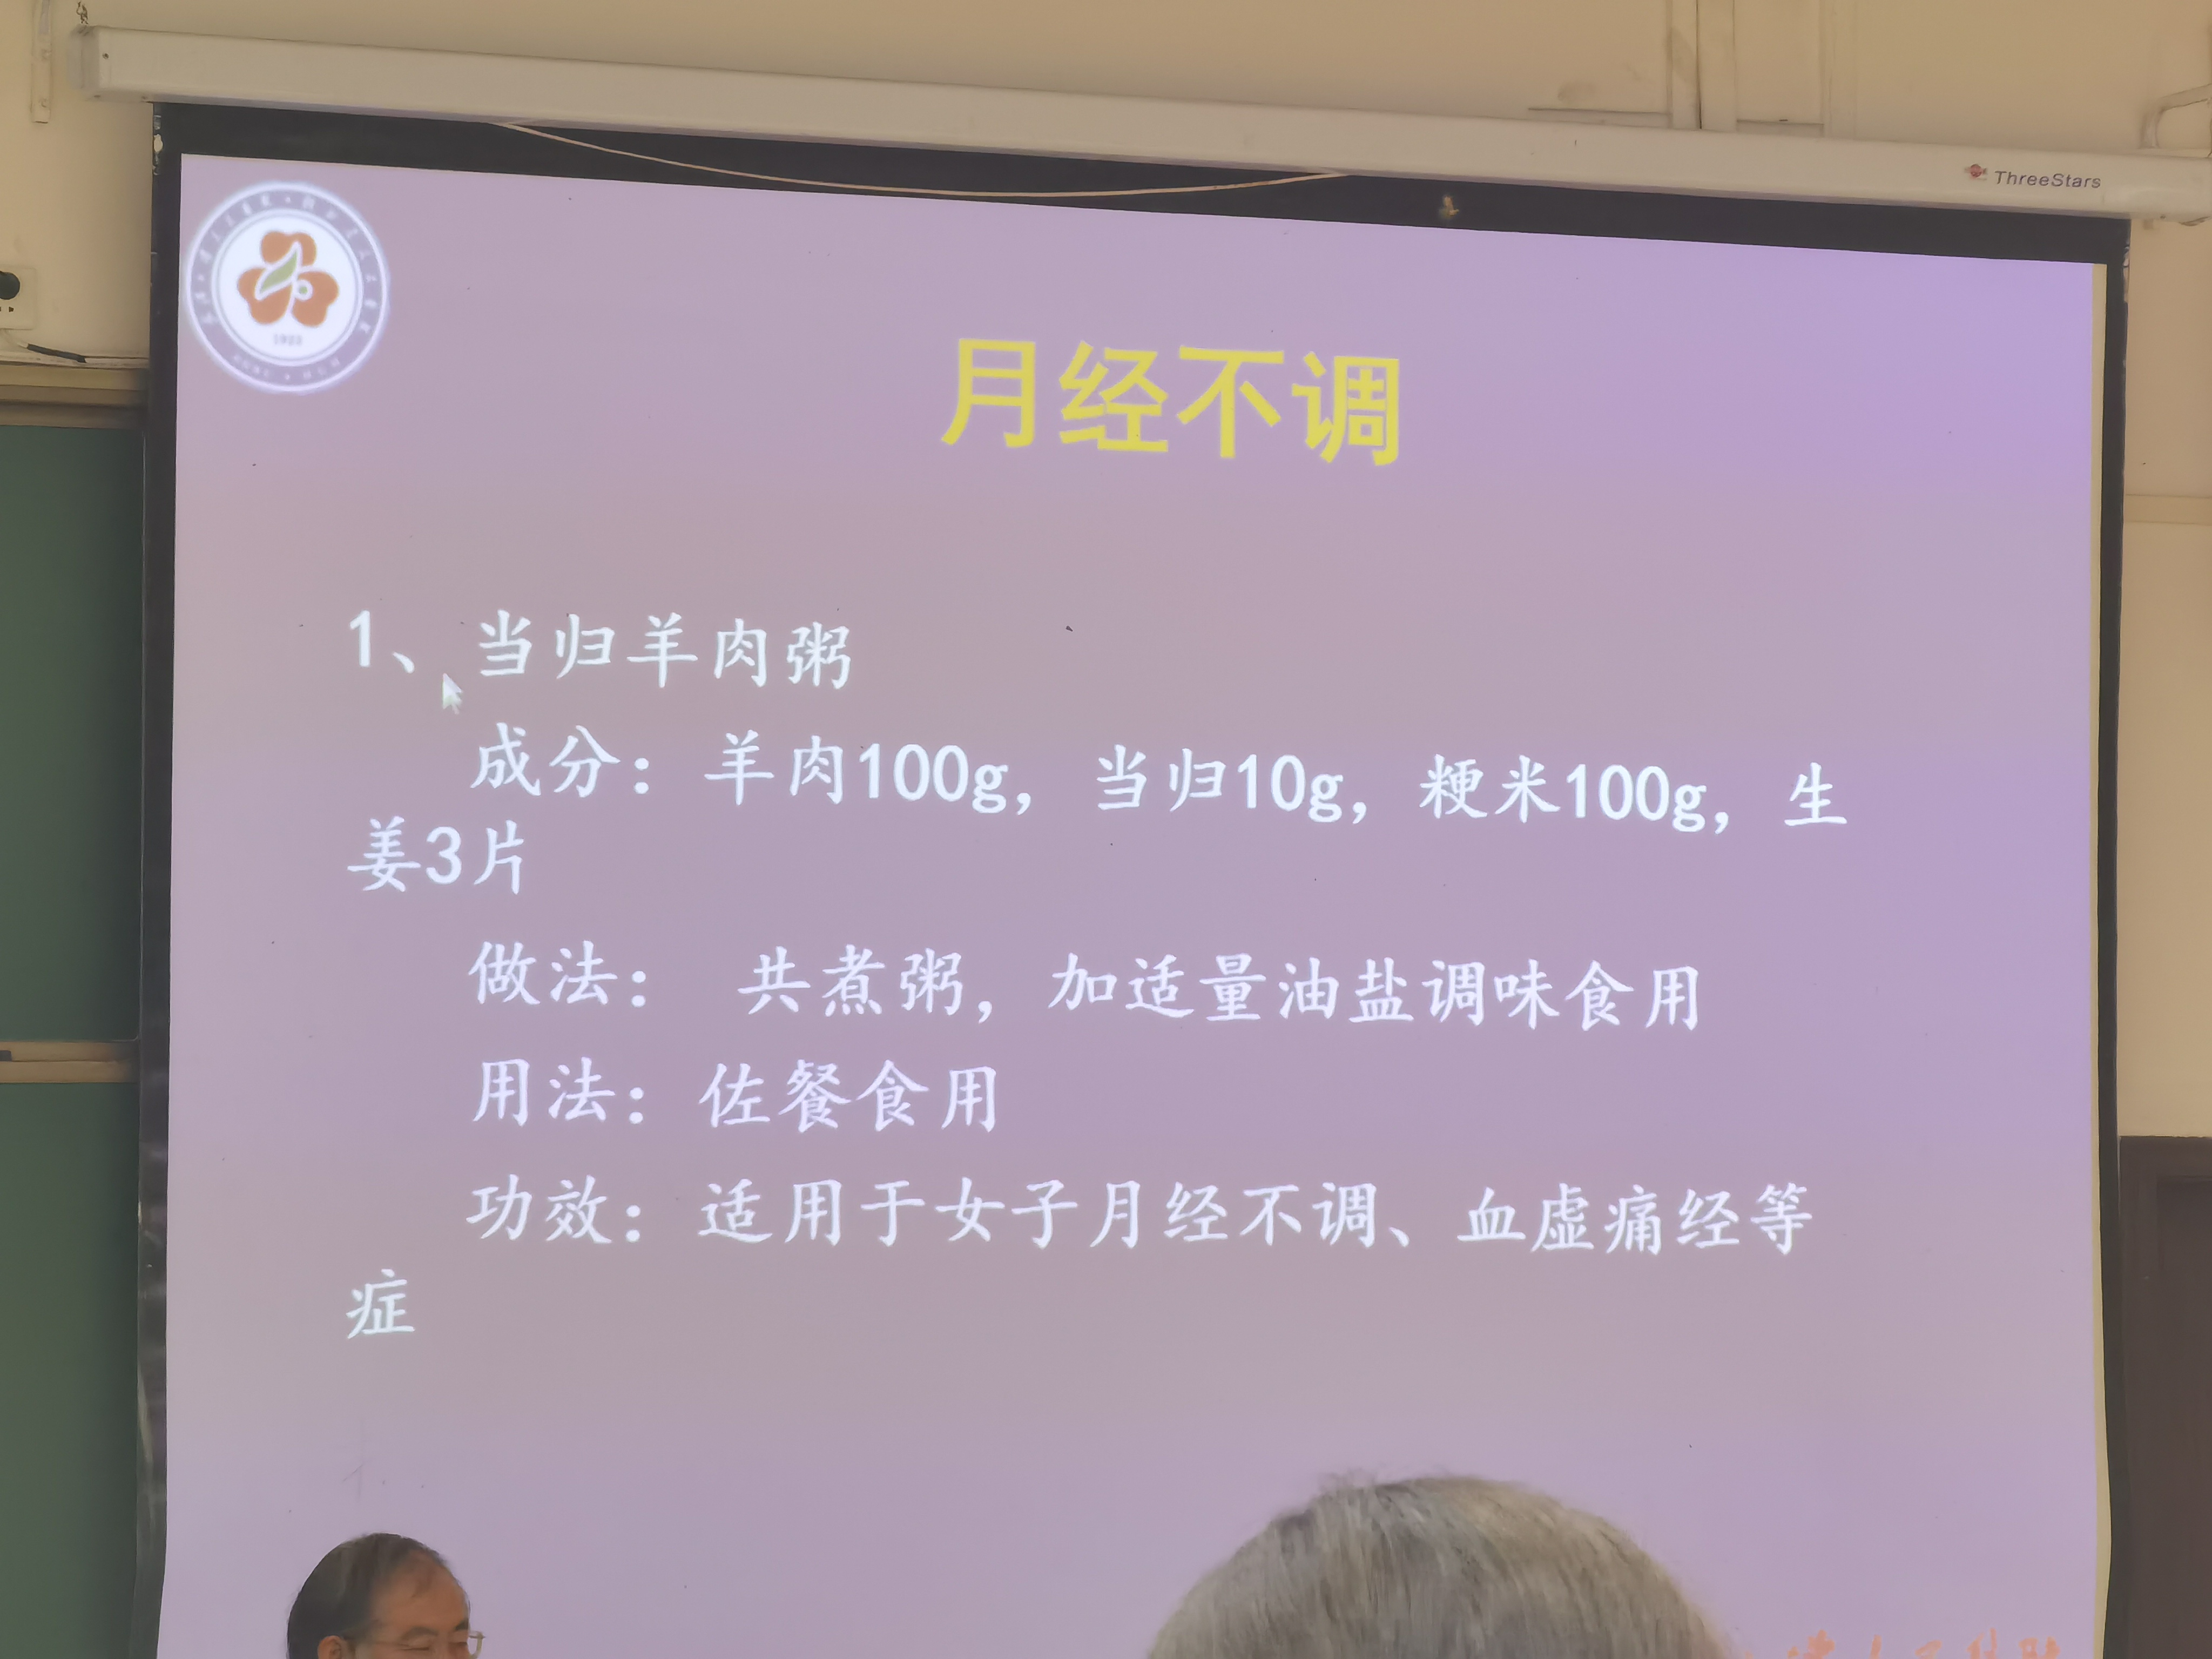 ThreeStars
1922
月经不调
1、 当归羊肉粥
成分：羊肉100g，当归10g，粳米100g，生
姜3片
做法： 共煮粥，加适量油盐调味食用
用法：佐餐食用
功效：适用于女子月经不调、血虚痛经等
症